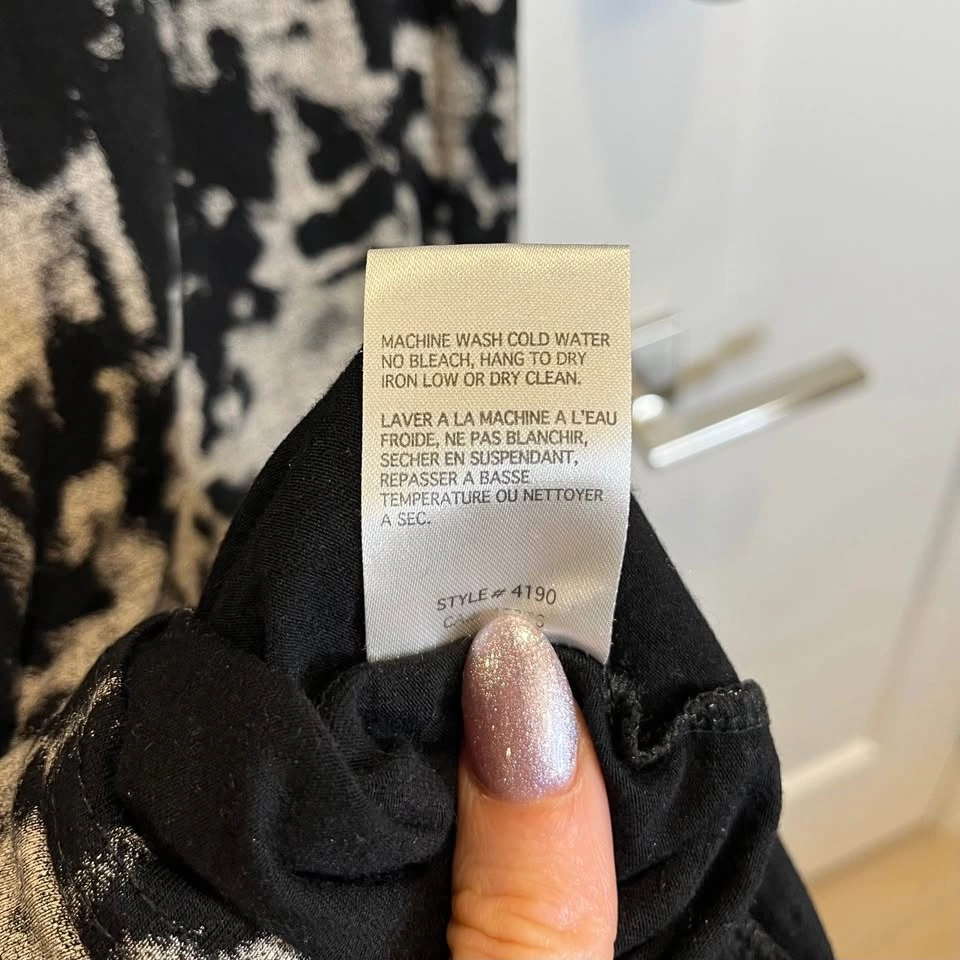 MACHINE WASH COLD WATER
NO BLEACH, HANG TO DRY
IRON LOW OR DRY CLEAN.
LAVER A LA MACHINE A L'EAU
FROIDE, NE PAS BLANCHIR,
SECHER EN SUSPENDANT,
REPASSER A BASSE
TEMPERATURE OU NETTOYER
A SEC.
STYLE# 4190